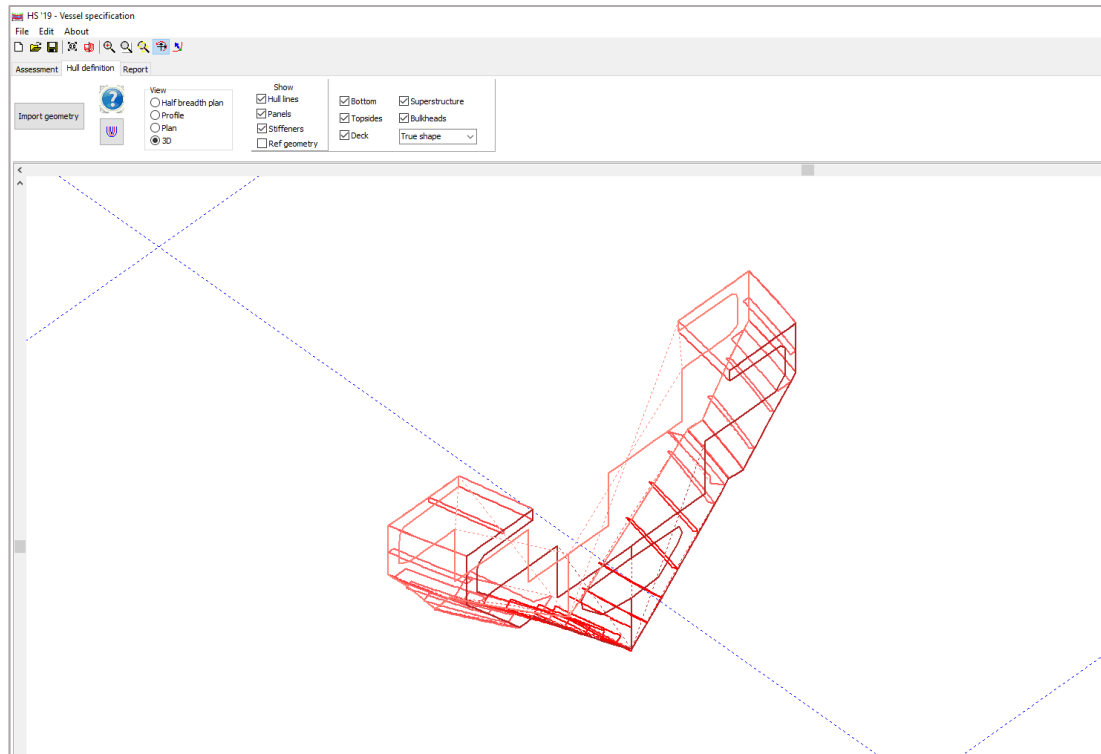 HS '19 - Vessel specification
File Edit About
Assessment Hull definition Report
Import geometry
View
Half breadth plan
Profile
Plan
3D
Show
Hull lines
Panels
Stiffeners
Ref geometry
Bottom
Topsides
Deck
Superstructure
Bulkheads
True shape